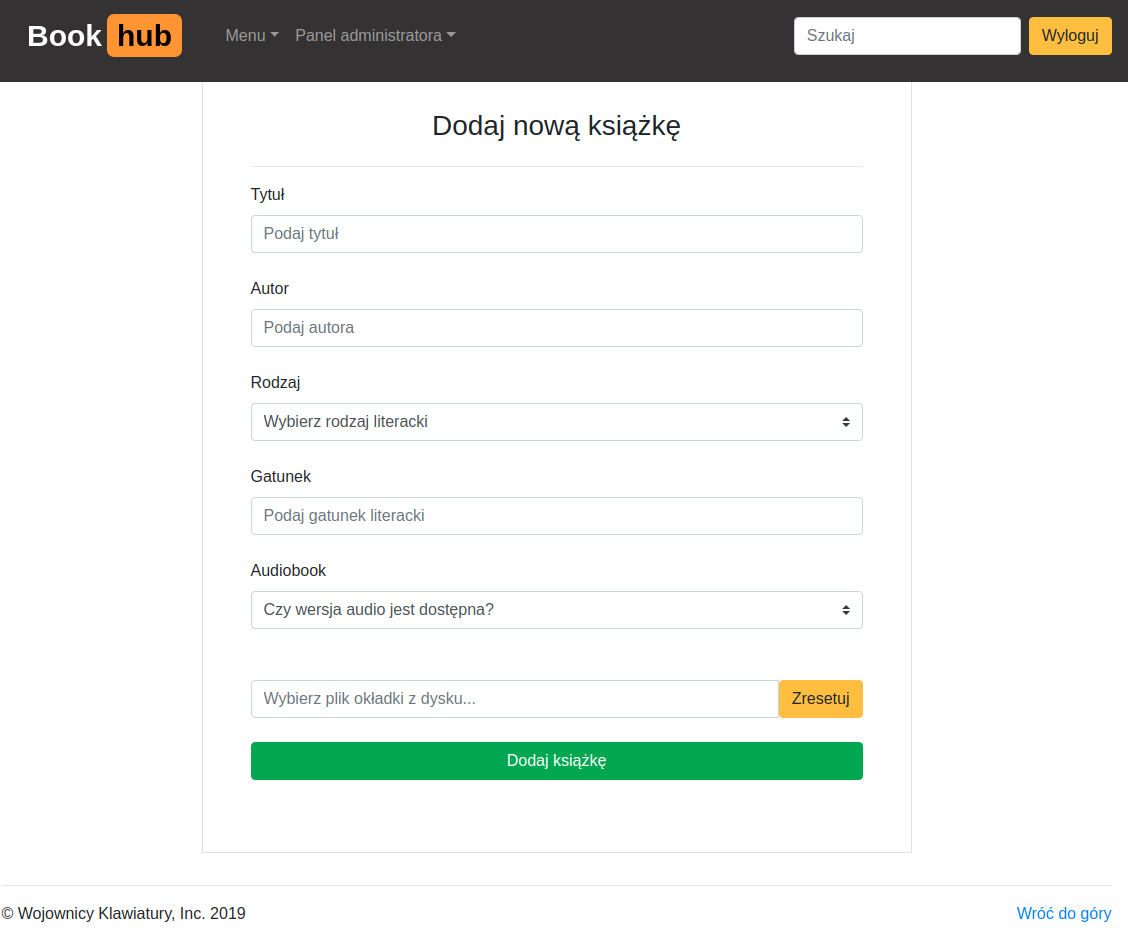 Book hub Menu Panel administratora Szukaj Wyloguj
Dodaj nową książkę
Tytuł
Podaj tytuł
Autor
Podaj autora
Rodzaj
Wybierz rodzaj literacki
Gatunek
Podaj gatunek literacki
Audiobook
Czy wersja audio jest dostępna?
Wybierz plik okładki z dysku... Zresetuj
Dodaj książkę
© Wojownicy Klawiatury, Inc. 2019 Wróć do góry